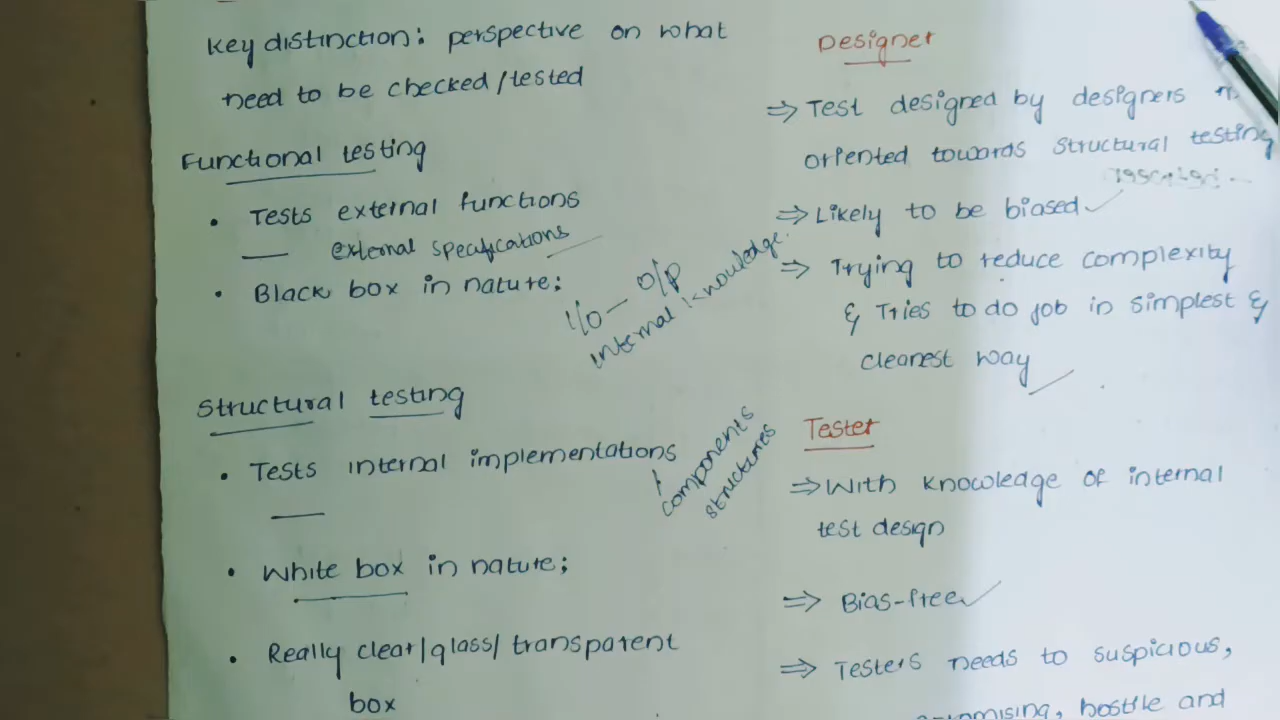 Key distinction: perspective on what
need to be checked/tested
Functional testing
• Tests external functions
external specifications
• Black box in nature;
i/o — o/p
internal knowledge.
Structural testing
• Tests internal implementations
components
structures
• White box in nature;
• Really clear/glass/transparent
box
Designer
⇒ Test designed by designers
oriented towards structural testing
⇒ Likely to be biased ✓
⇒ Trying to reduce complexity
& Tries to do job in simplest &
cleanest way
Tester
⇒ With knowledge of internal
test design
⇒ Bias-free ✓
⇒ Testers needs to suspicious,
hostile and